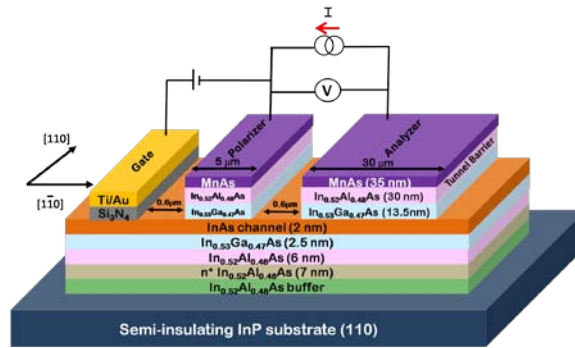 I
V
[110]
[1Ī0]
Gate
Polarizer
Analyzer
5 μm
30 μm
Ti/Au
Si₃N₄
0.6μm
MnAs
In₀.₅₂Al₀.₄₈As
In₀.₅₃Ga₀.₄₇As
0.6μm
MnAs (35 nm)
In₀.₅₂Al₀.₄₈As (30 nm)
In₀.₅₃Ga₀.₄₇As(13.5nm)
Tunnel Barrier
InAs channel (2 nm)
In₀.₅₃Ga₀.₄₇As (2.5 nm)
In₀.₅₂Al₀.₄₈As (6 nm)
n⁺ In₀.₅₂Al₀.₄₈As (7 nm)
In₀.₅₂Al₀.₄₈As buffer
Semi-insulating InP substrate (110)